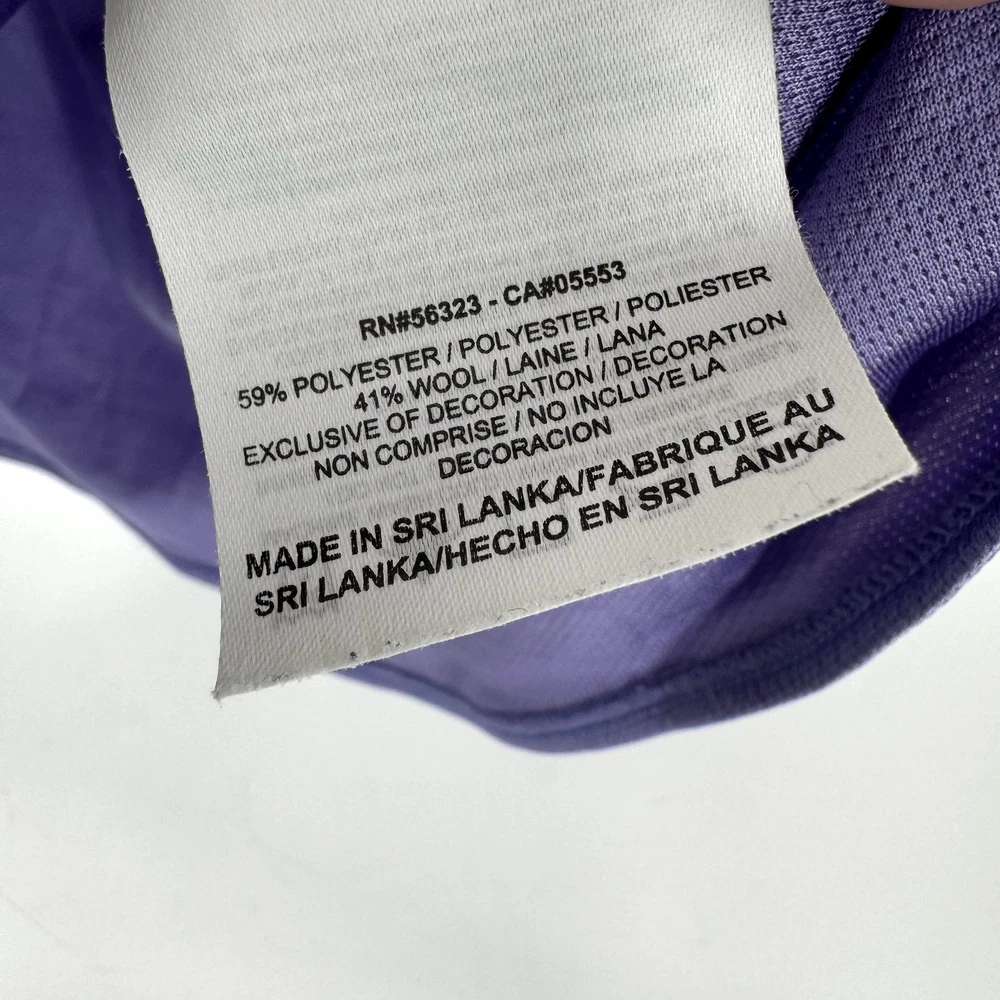 RN#56323 - CA#05553
59% POLYESTER / POLYESTER / POLIESTER
41% WOOL / LAINE / LANA
EXCLUSIVE OF DECORATION / DECORATION
NON COMPRISE / NO INCLUYE LA
DECORACION
MADE IN SRI LANKA/FABRIQUE AU
SRI LANKA/HECHO EN SRI LANKA